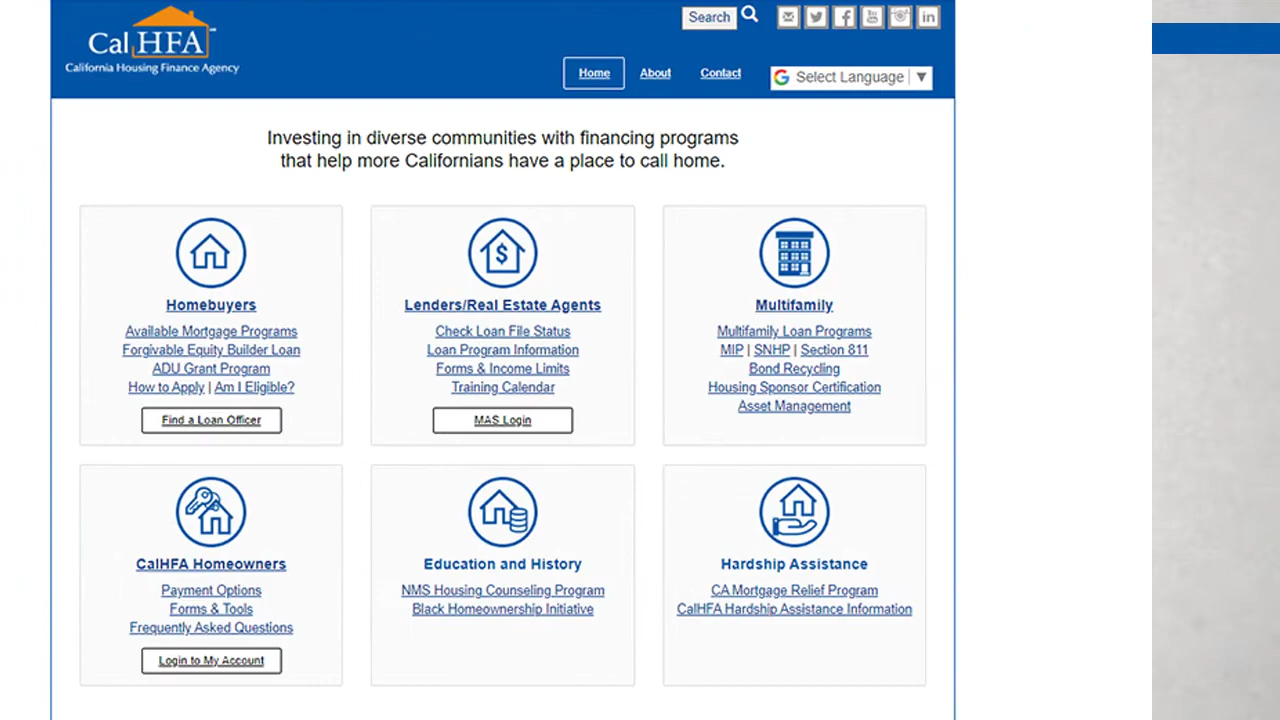 Search
Cal HFA
California Housing Finance Agency
Home About Contact Select Language ▼
Investing in diverse communities with financing programs
that help more Californians have a place to call home.
Homebuyers
Available Mortgage Programs
Forgivable Equity Builder Loan
ADU Grant Program
How to Apply | Am I Eligible?
Find a Loan Officer
Lenders/Real Estate Agents
Check Loan File Status
Loan Program Information
Forms & Income Limits
Training Calendar
MAS Login
Multifamily
Multifamily Loan Programs
MIP | SNHP | Section 811
Bond Recycling
Housing Sponsor Certification
Asset Management
CalHFA Homeowners
Payment Options
Forms & Tools
Frequently Asked Questions
Login to My Account
Education and History
NMS Housing Counseling Program
Black Homeownership Initiative
Hardship Assistance
CA Mortgage Relief Program
CalHFA Hardship Assistance Information